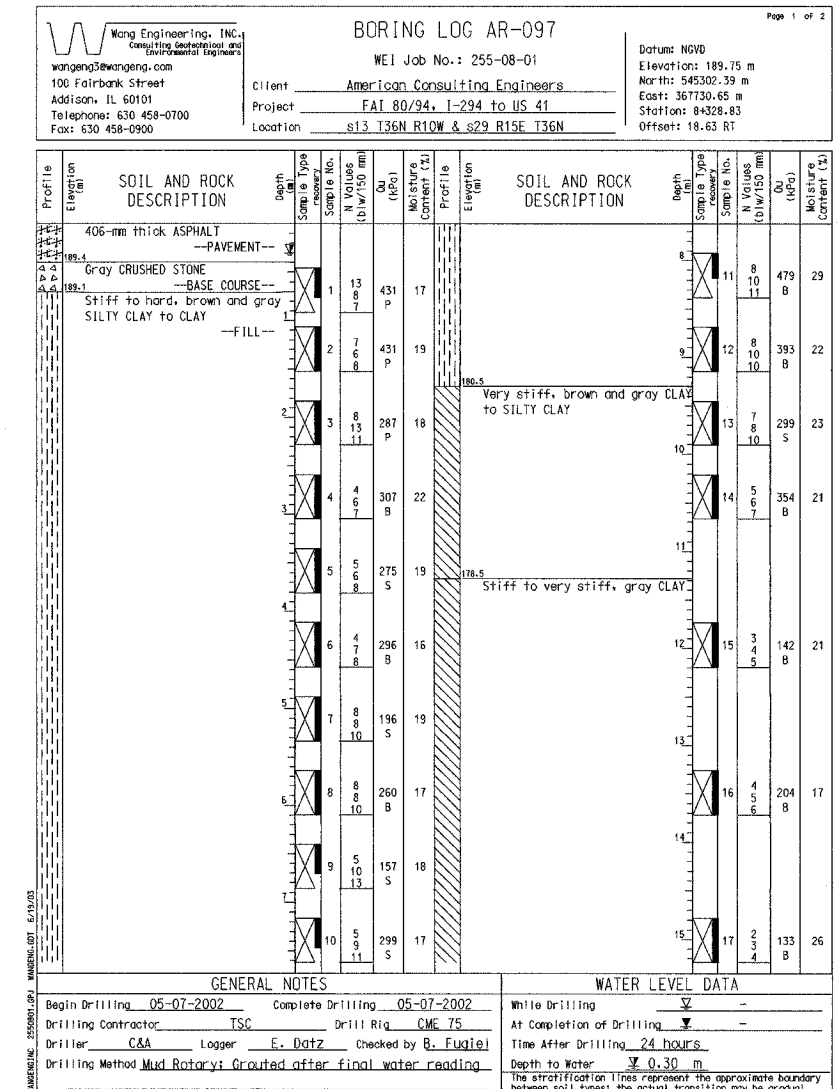 Page 1 of 2
Wang Engineering, INC.
Consulting Geotechnical and
Environmental Engineers
wangeng3@wangeng.com
100 Fairbank Street
Addison, IL 60101
Telephone: 630 458-0700
Fax: 630 458-0900
BORING LOG AR-097
WEI Job No.: 255-08-01
Client American Consulting Engineers
Project FAI 80/94, I-294 to US 41
Location s13 T36N R10W & s29 R15E T36N
Datum: NGVD
Elevation: 189.75 m
North: 545302.39 m
East: 367730.65 m
Station: 8+328.83
Offset: 18.63 RT
Profile Elevation (m) SOIL AND ROCK DESCRIPTION Depth (m) Sample Type recovery Sample No. N Values (blw/150 mm) Qu (kPa) Moisture Content (%)
406-mm thick ASPHALT
--PAVEMENT--
189.4
Gray CRUSHED STONE
--BASE COURSE--
189.1
Stiff to hard, brown and gray
SILTY CLAY to CLAY
--FILL--
1 13 8 7 431 P 17
1
2 7 6 8 431 P 19
2
3 8 13 11 287 P 18
4 4 6 7 307 B 22
3
5 5 6 8 275 S 19
4
6 4 7 8 296 B 16
5
7 8 8 10 196 S 19
8 8 8 10 260 B 17
6
9 5 10 13 157 S 18
7
10 5 9 11 299 S 17
Profile Elevation (m) SOIL AND ROCK DESCRIPTION Depth (m) Sample Type recovery Sample No. N Values (blw/150 mm) Qu (kPa) Moisture Content (%)
8
11 8 10 11 479 B 29
9
12 8 10 10 393 B 22
180.5
Very stiff, brown and gray CLAY
to SILTY CLAY
13 7 8 10 299 S 23
10
14 5 6 7 354 B 21
11
178.5
Stiff to very stiff, gray CLAY
12
15 3 4 5 142 B 21
13
16 4 5 6 204 B 17
14
15
17 2 3 4 133 B 26
GENERAL NOTES
Begin Drilling 05-07-2002 Complete Drilling 05-07-2002
Drilling Contractor TSC Drill Rig CME 75
Driller C&A Logger E. Datz Checked by B. Fugiel
Drilling Method Mud Rotary; Grouted after final water reading
WATER LEVEL DATA
While Drilling -
At Completion of Drilling -
Time After Drilling 24 hours
Depth to Water 0.30 m
The stratification lines represent the approximate boundary
between soil types; the actual transition may be gradual.
WANGENGINC 2550801.GPJ WANGENG.GDT 6/19/03